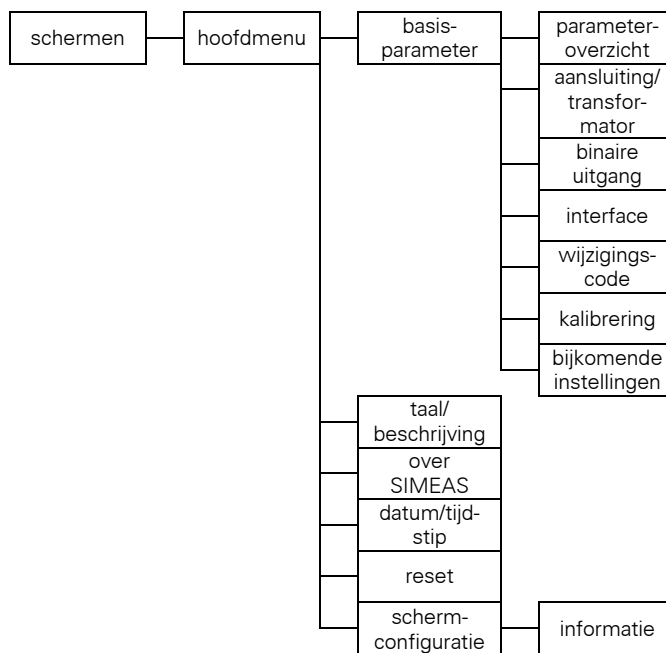 schermen
hoofdmenu
basis-
parameter
parameter-
overzicht
aansluiting/
transfor-
mator
binaire
uitgang
interface
wijzigings-
code
kalibrering
bijkomende
instellingen
taal/
beschrijving
over
SIMEAS
datum/tijd-
stip
reset
scherm-
configuratie
informatie